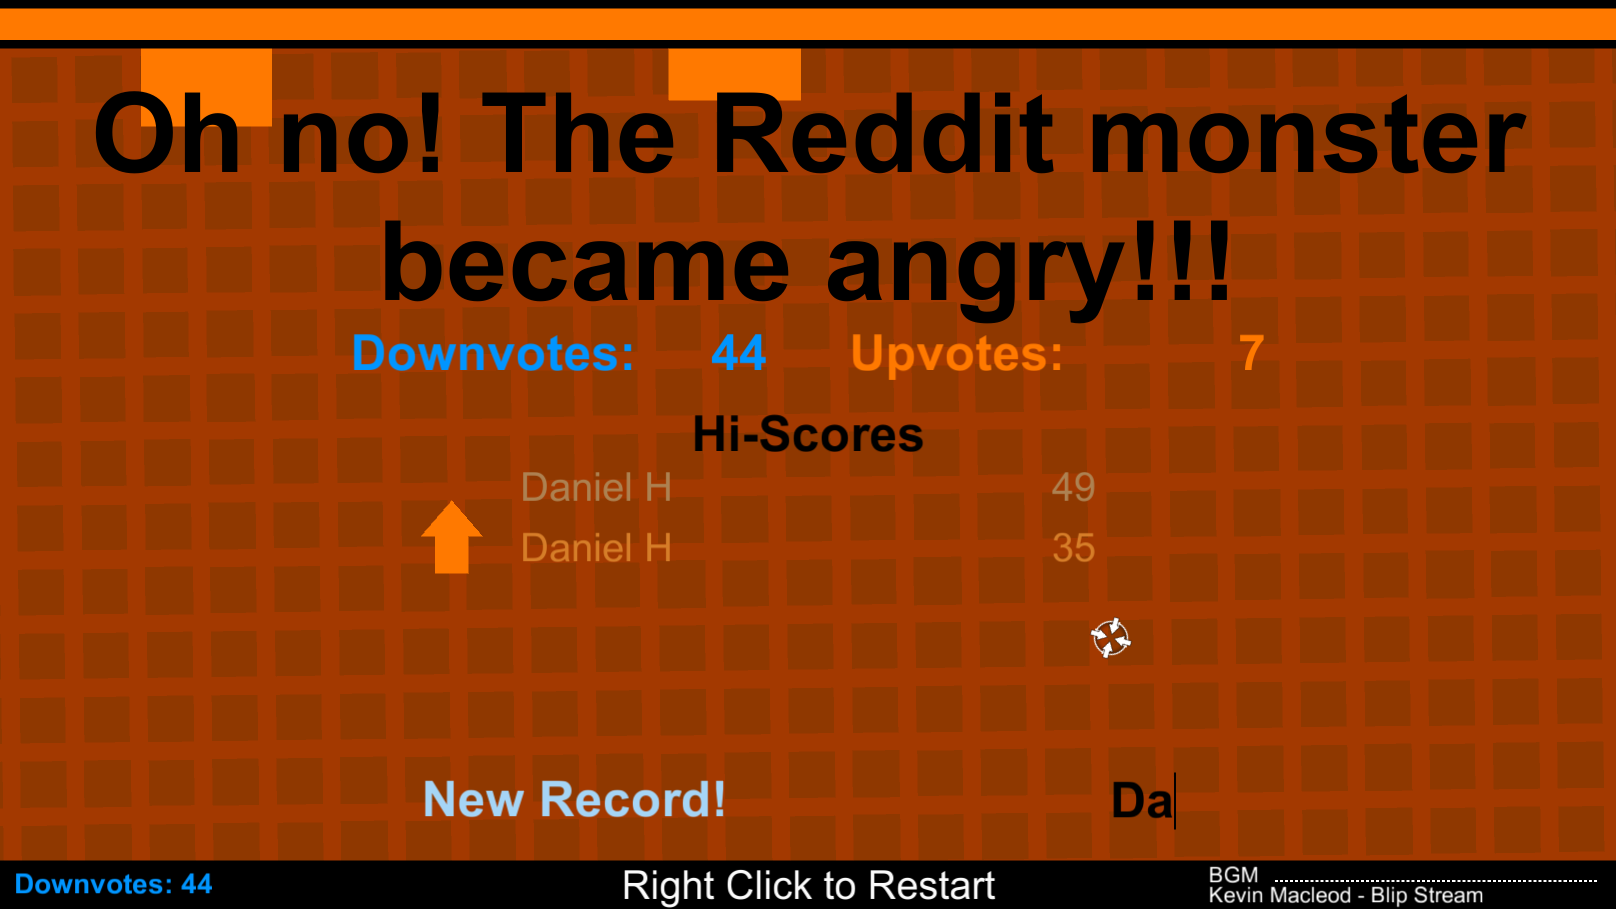 Oh no! The Reddit monster
became angry!!!
Downvotes: 44 Upvotes: 7
Hi-Scores
Daniel H 49
Daniel H 35
New Record! Da
Downvotes: 44
Right Click to Restart
BGM
Kevin Macleod - Blip Stream